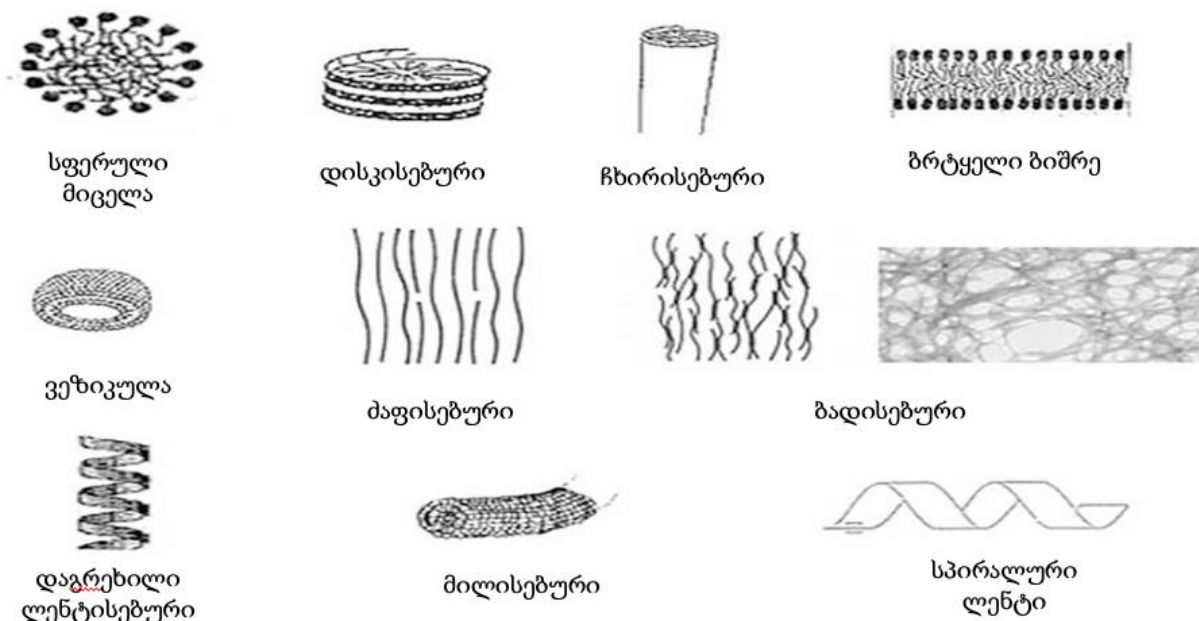 სფერული
მიცელა
დისკისებური
ჩხირისებური
ბრტყელი ბიშრე
ვეზიკულა
ძაფისებური
ბადისებური
დაგრეხილი
ლენტისებური
მილისებური
სპირალური
ლენტი